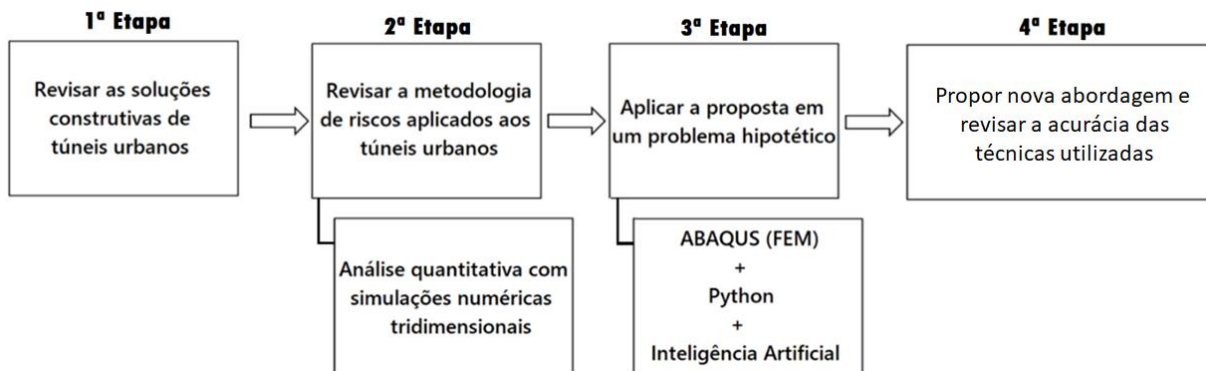 1ª Etapa
2ª Etapa
3ª Etapa
4ª Etapa
Revisar as soluções
construtivas de
túneis urbanos
Revisar a metodologia
de riscos aplicados aos
túneis urbanos
Aplicar a proposta em
um problema hipotético
Propor nova abordagem e
revisar a acurácia das
técnicas utilizadas
Análise quantitativa com
simulações numéricas
tridimensionais
ABAQUS (FEM)
+
Python
+
Inteligência Artificial